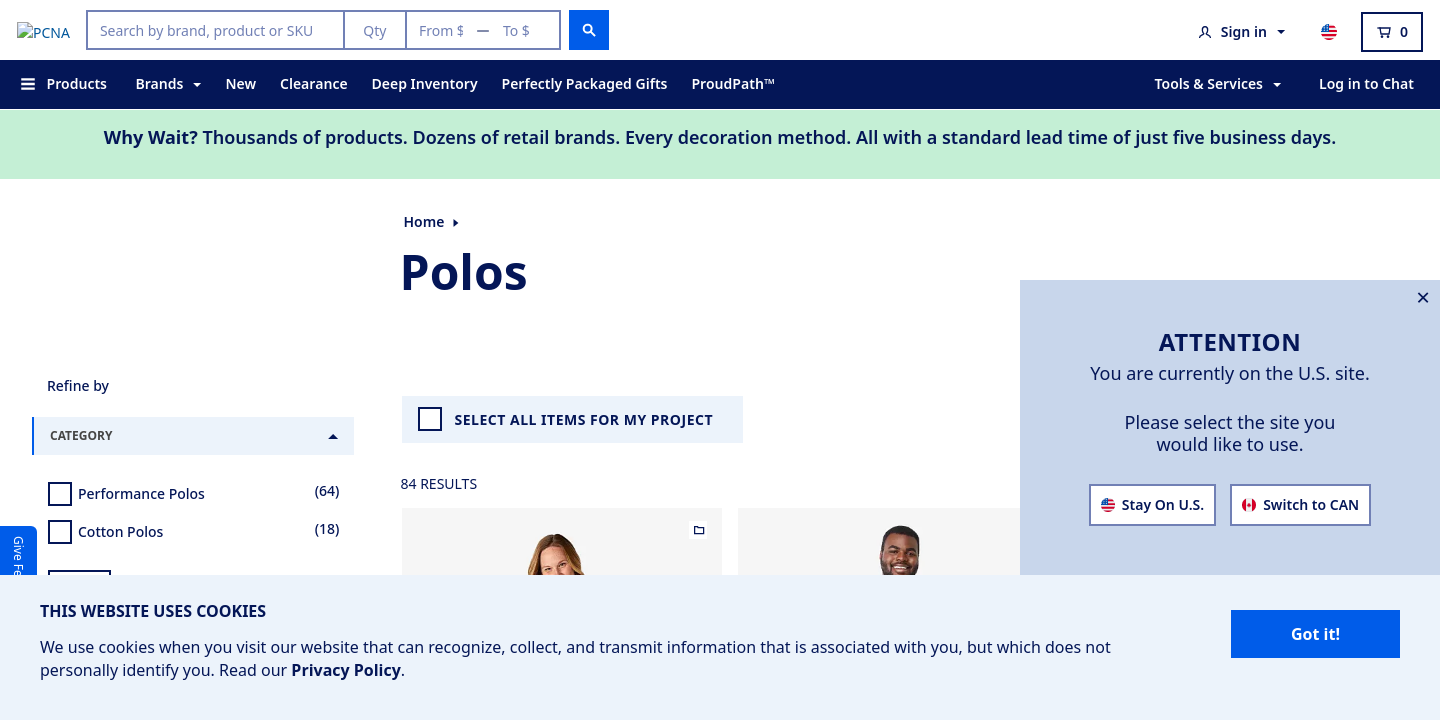 PCNA
Search by brand, product or SKU
Qty
From $
To $
Sign in
0
Products
Brands
New
Clearance
Deep Inventory
Perfectly Packaged Gifts
ProudPath™
Tools & Services
Log in to Chat
Why Wait? Thousands of products. Dozens of retail brands. Every decoration method. All with a standard lead time of just five business days.
Home
Polos
ATTENTION
You are currently on the U.S. site.
Please select the site you
would like to use.
Stay On U.S.
Switch to CAN
Refine by
CATEGORY
Performance Polos
(64)
Cotton Polos
(18)
SELECT ALL ITEMS FOR MY PROJECT
84 RESULTS
Give Fe
THIS WEBSITE USES COOKIES
We use cookies when you visit our website that can recognize, collect, and transmit information that is associated with you, but which does not
personally identify you. Read our Privacy Policy.
Got it!